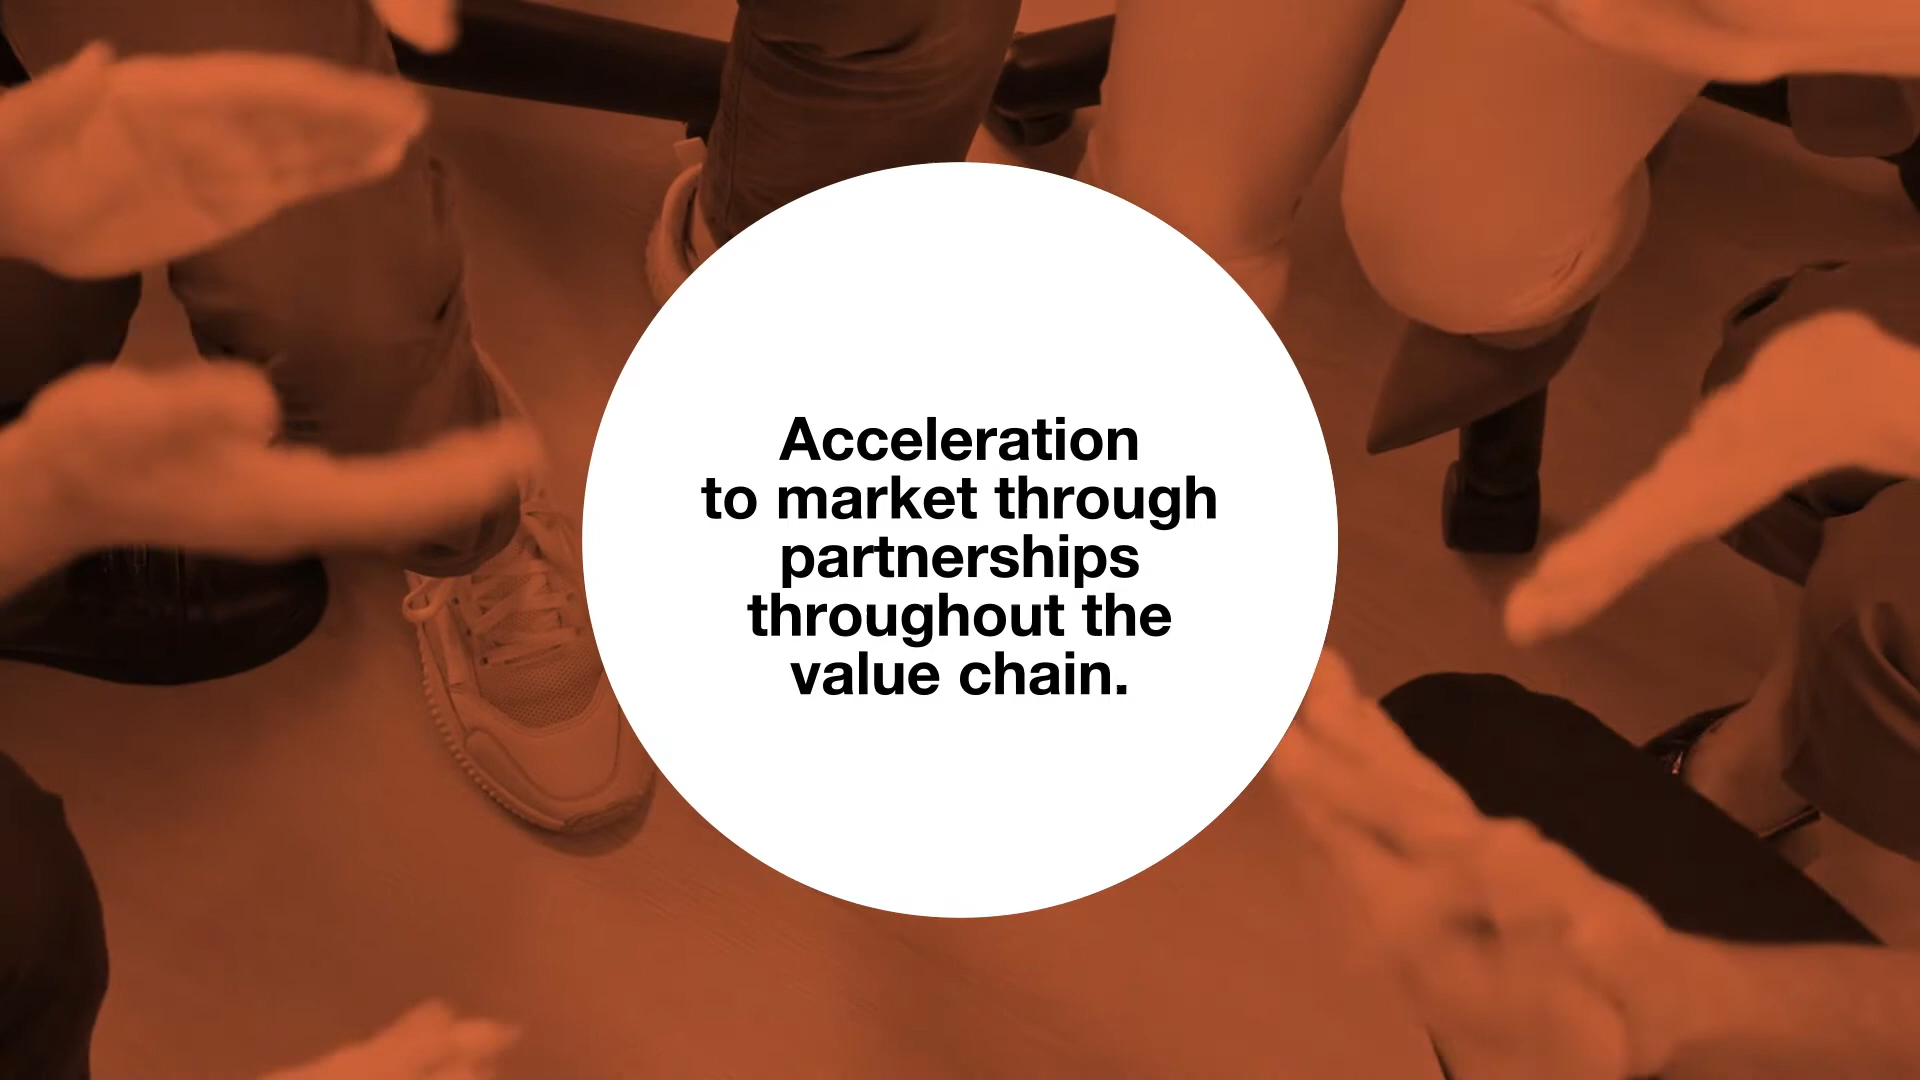 Acceleration
to market through
partnerships
throughout the
value chain.